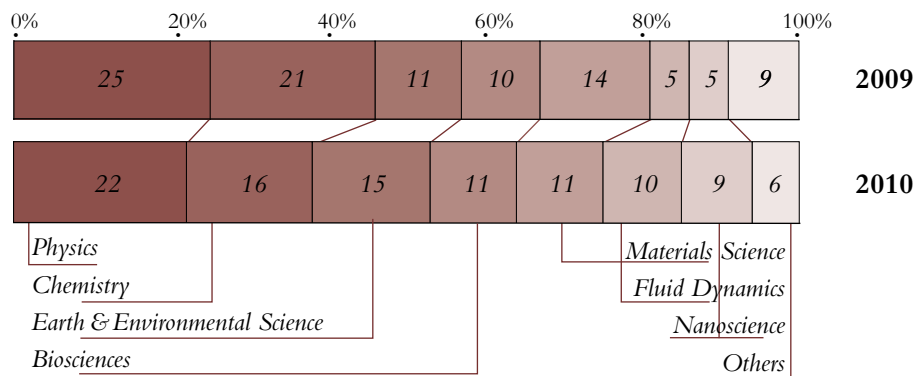 0% 20% 40% 60% 80% 100%
25 21 11 10 14 5 5 9 2009
22 16 15 11 11 10 9 6 2010
Physics Materials Science
Chemistry Fluid Dynamics
Earth & Environmental Science Nanoscience
Biosciences Others